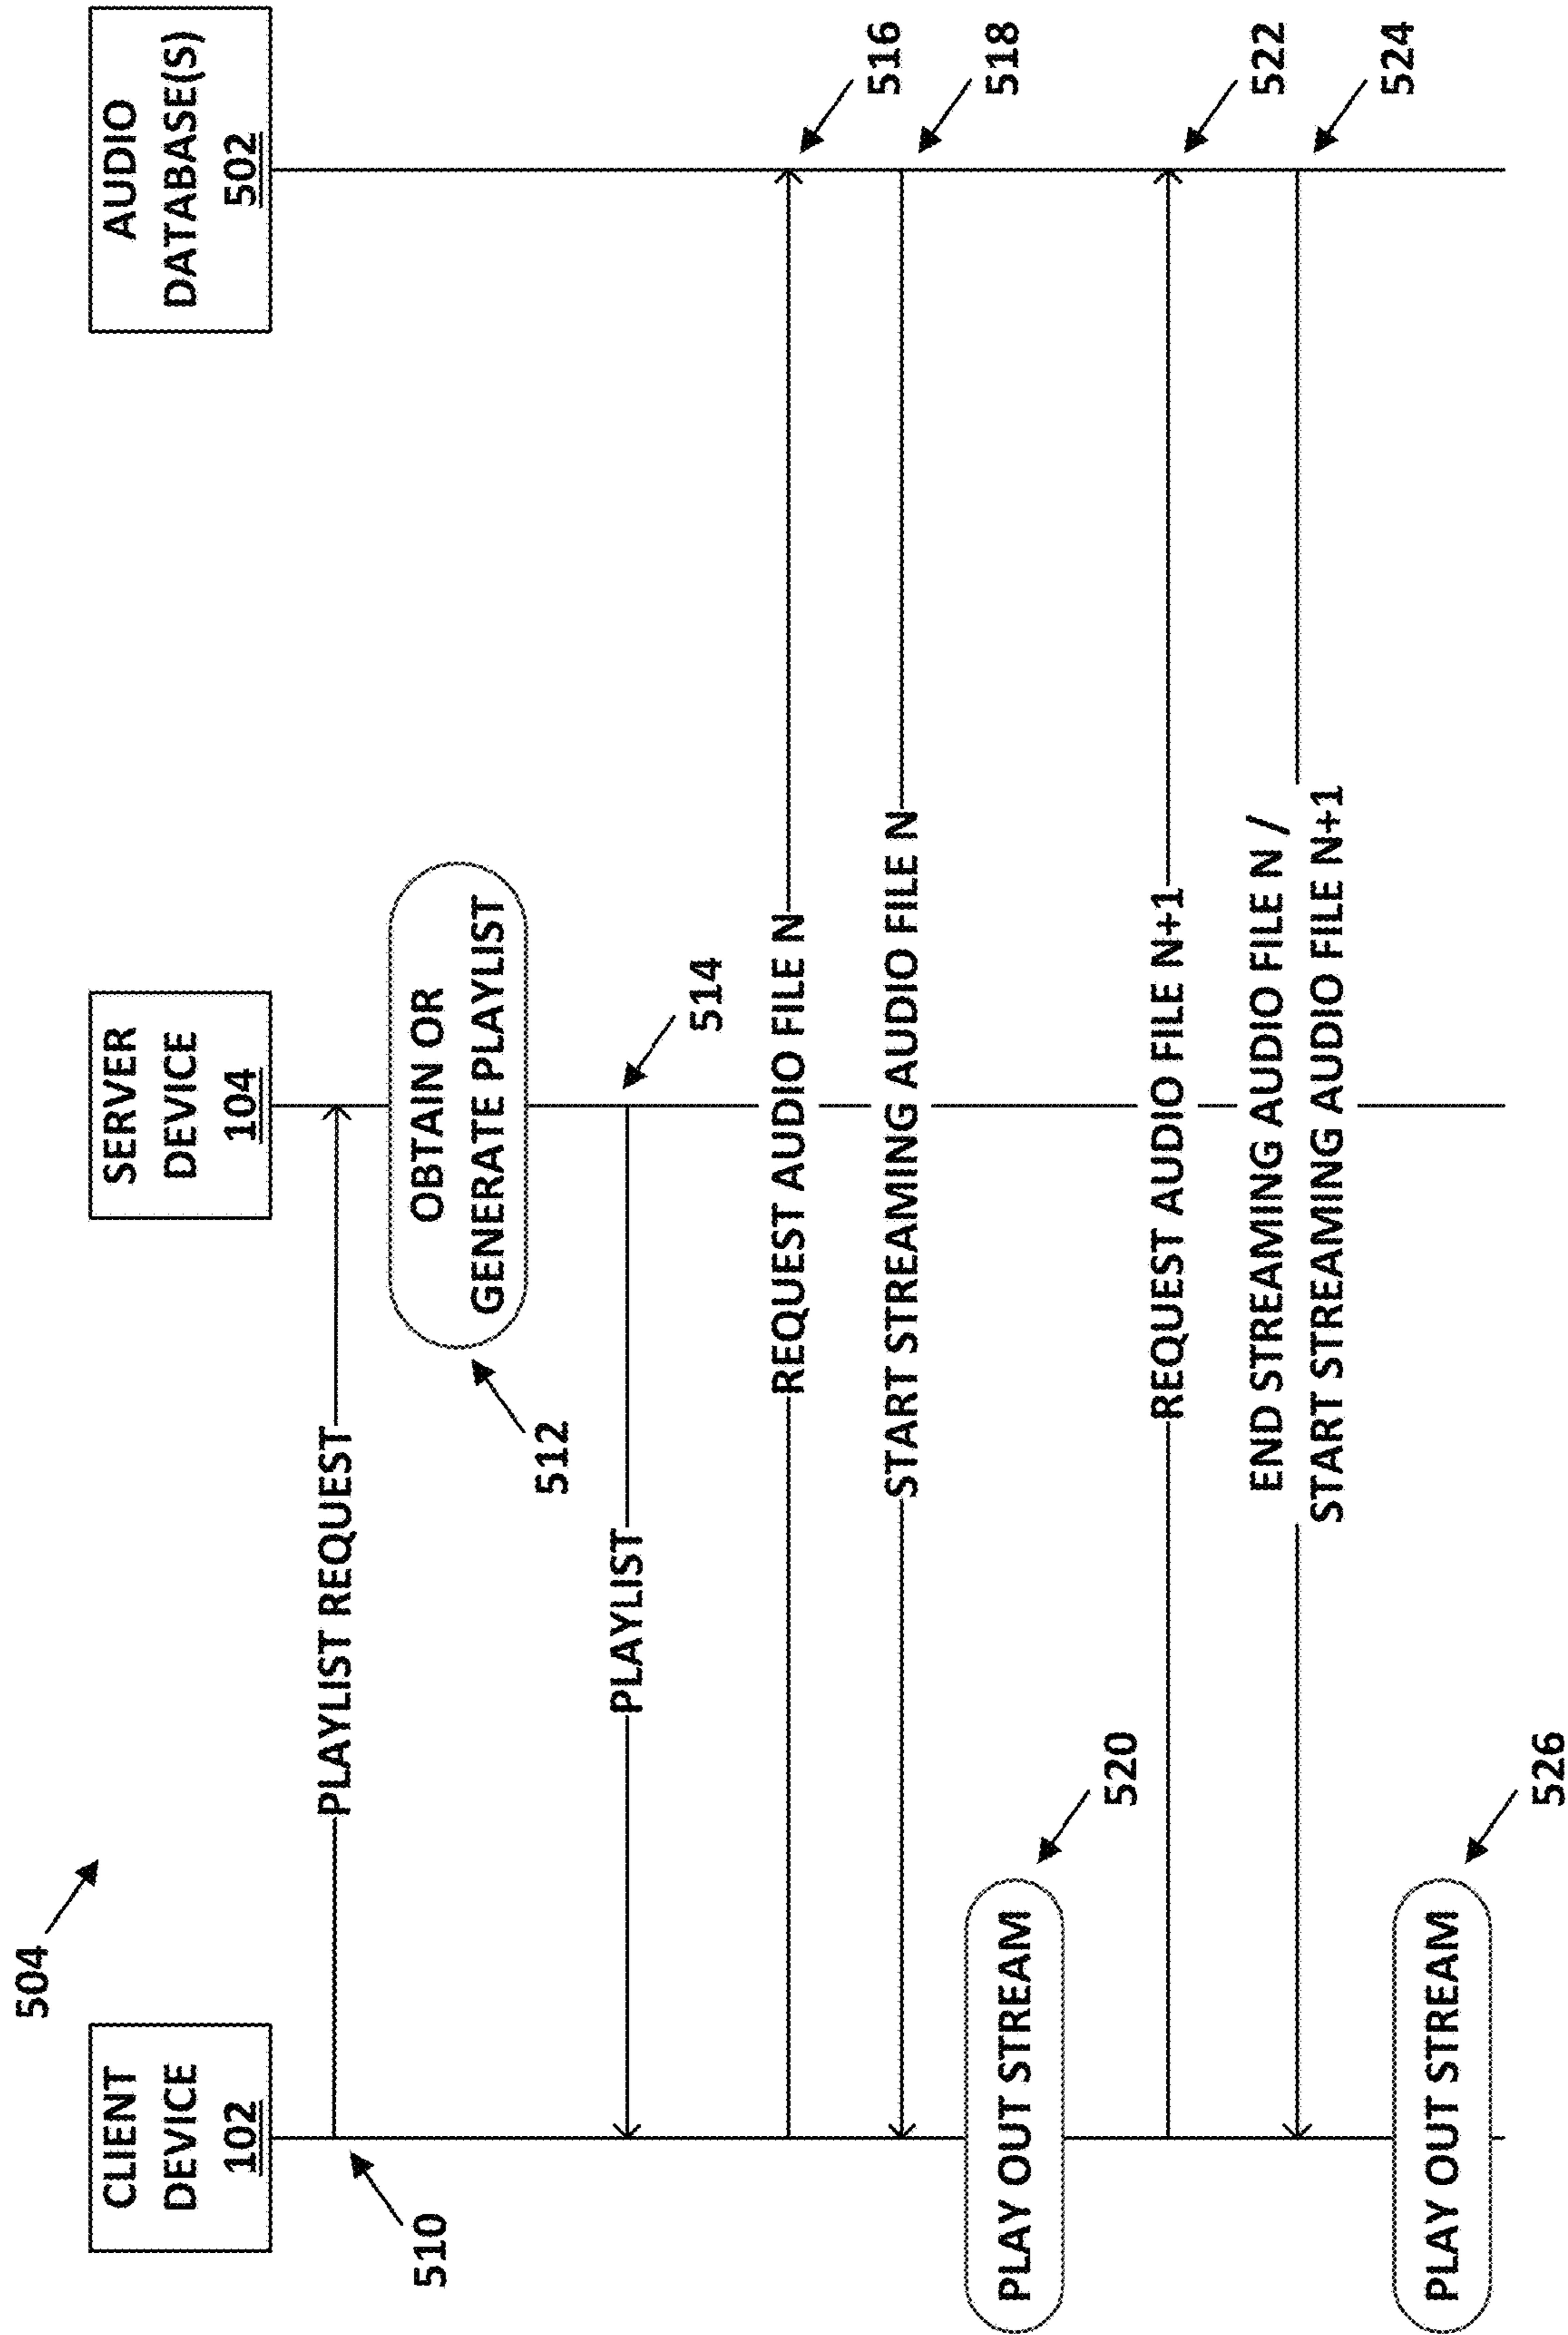 504
CLIENT
DEVICE
102
SERVER
DEVICE
104
AUDIO
DATABASE(S)
502
510
PLAYLIST REQUEST
OBTAIN OR
GENERATE PLAYLIST
512
PLAYLIST
514
REQUEST AUDIO FILE N
516
START STREAMING AUDIO FILE N
518
PLAY OUT STREAM
520
REQUEST AUDIO FILE N+1
522
END STREAMING AUDIO FILE N /
START STREAMING AUDIO FILE N+1
524
PLAY OUT STREAM
526